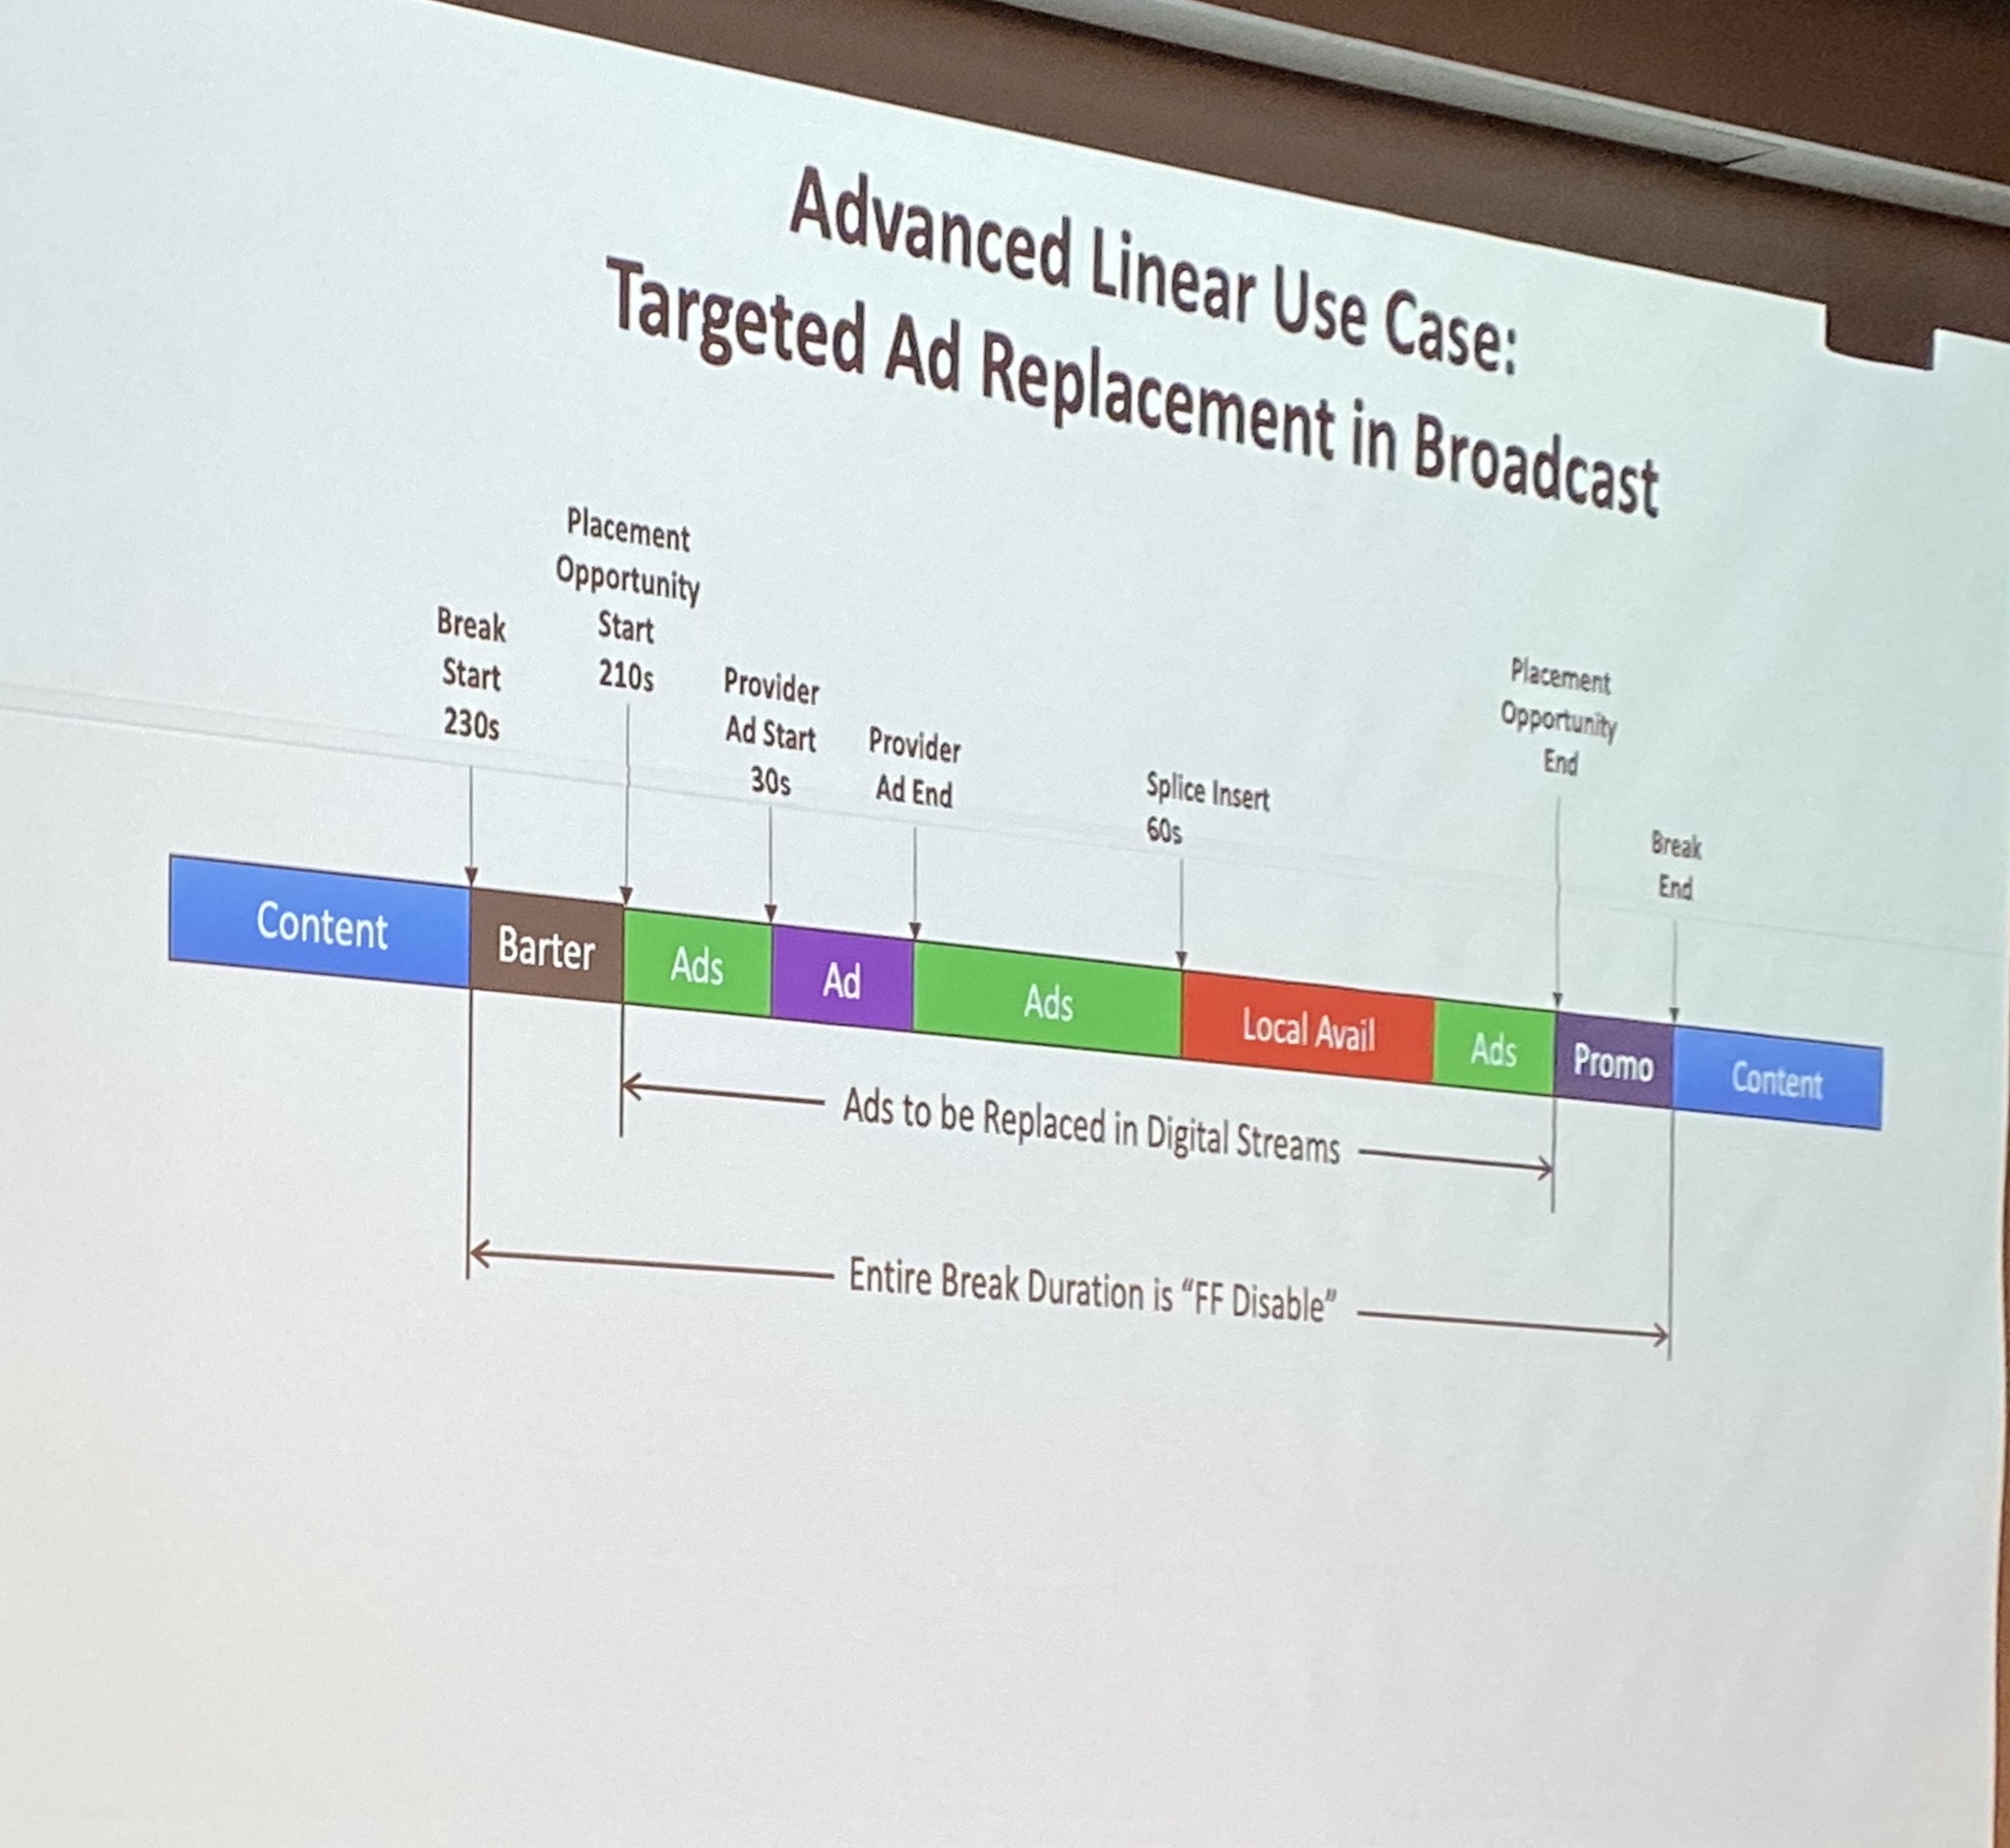 Advanced Linear Use Case:
Targeted Ad Replacement in Broadcast
Break
Start
230s
Placement
Opportunity
Start
210s
Provider
Ad Start
30s
Provider
Ad End
Splice Insert
60s
Placement
Opportunity
End
Break
End
Content
Barter
Ads
Ad
Ads
Local Avail
Ads
Promo
Content
Ads to be Replaced in Digital Streams
Entire Break Duration is “FF Disable”